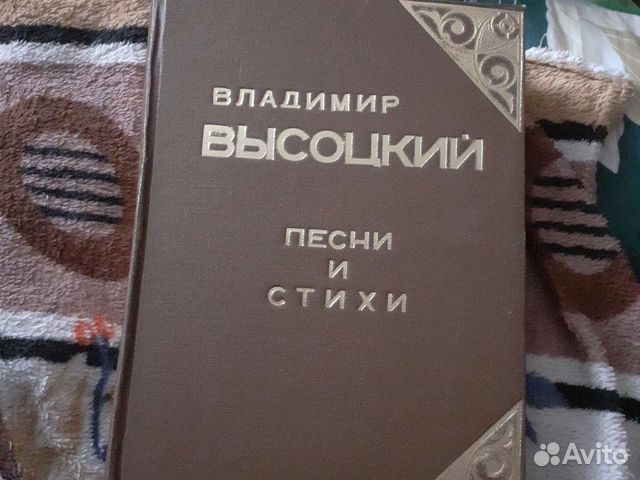 ВЛАДИМИР
ВЫСОЦКИЙ
ПЕСНИ
И
СТИХИ
Avito